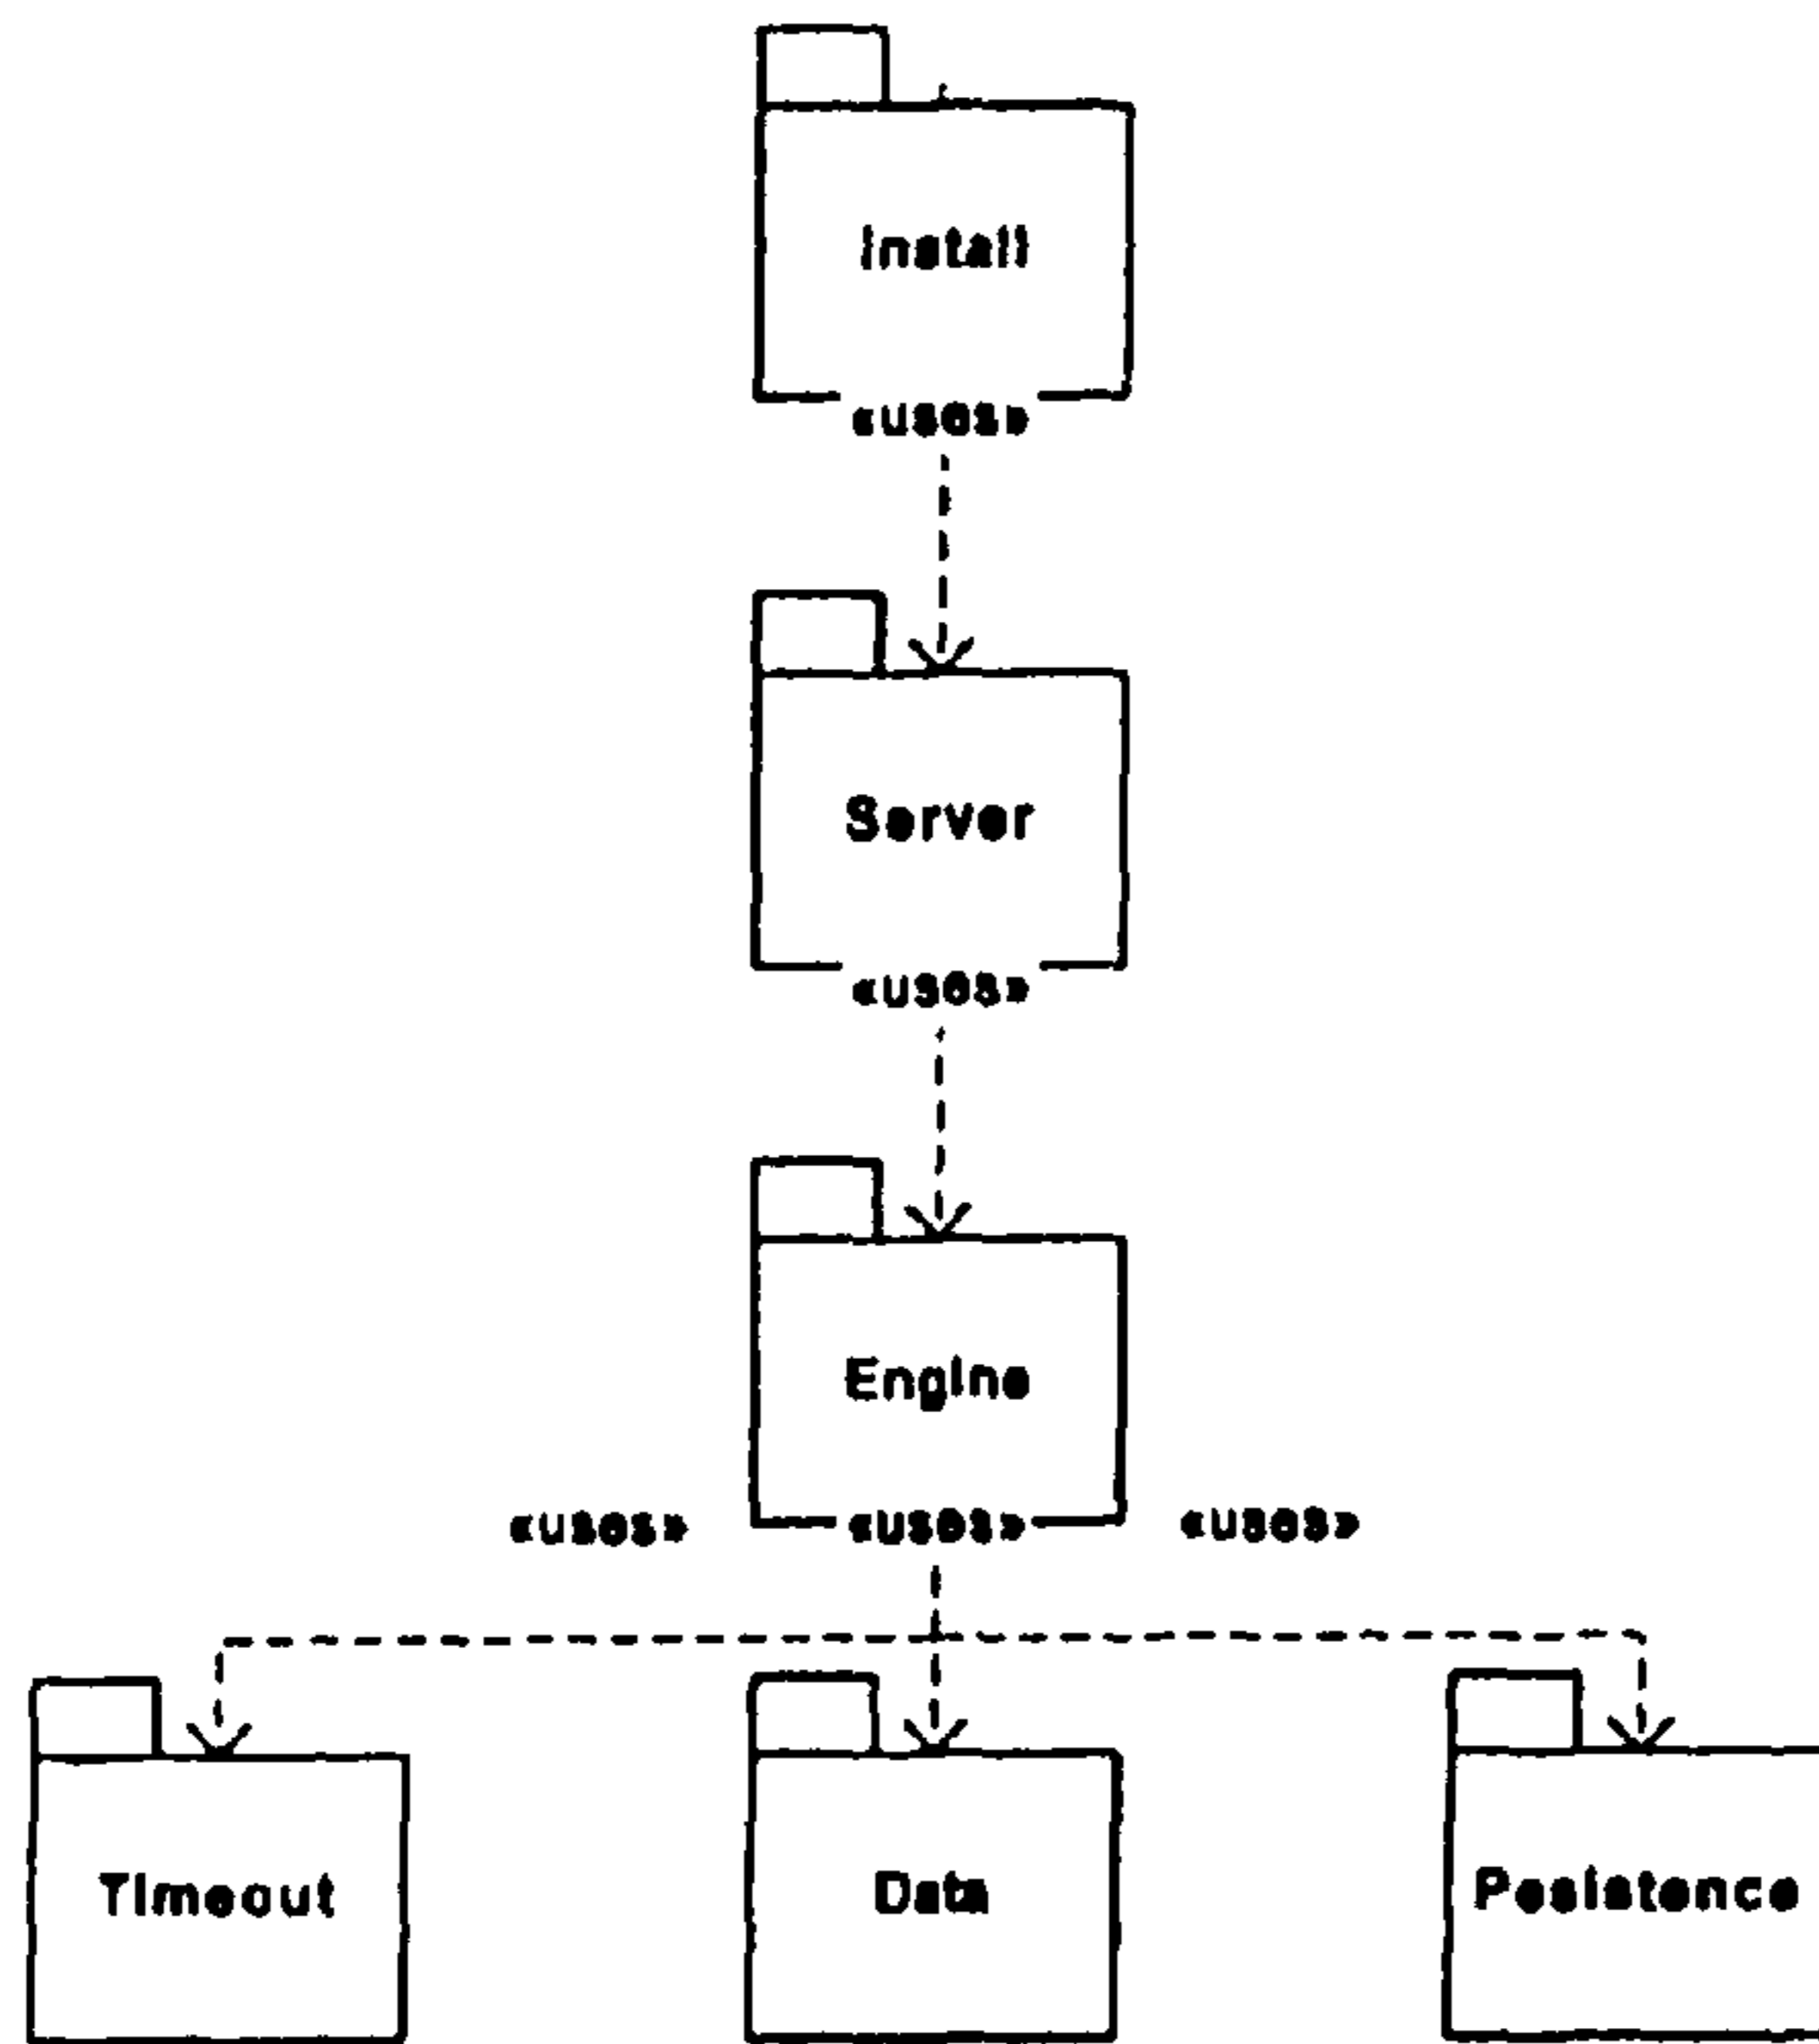 Install
«uses»
Server
«uses»
Engine
«uses» «uses» «uses»
Timeout Data Pesistence